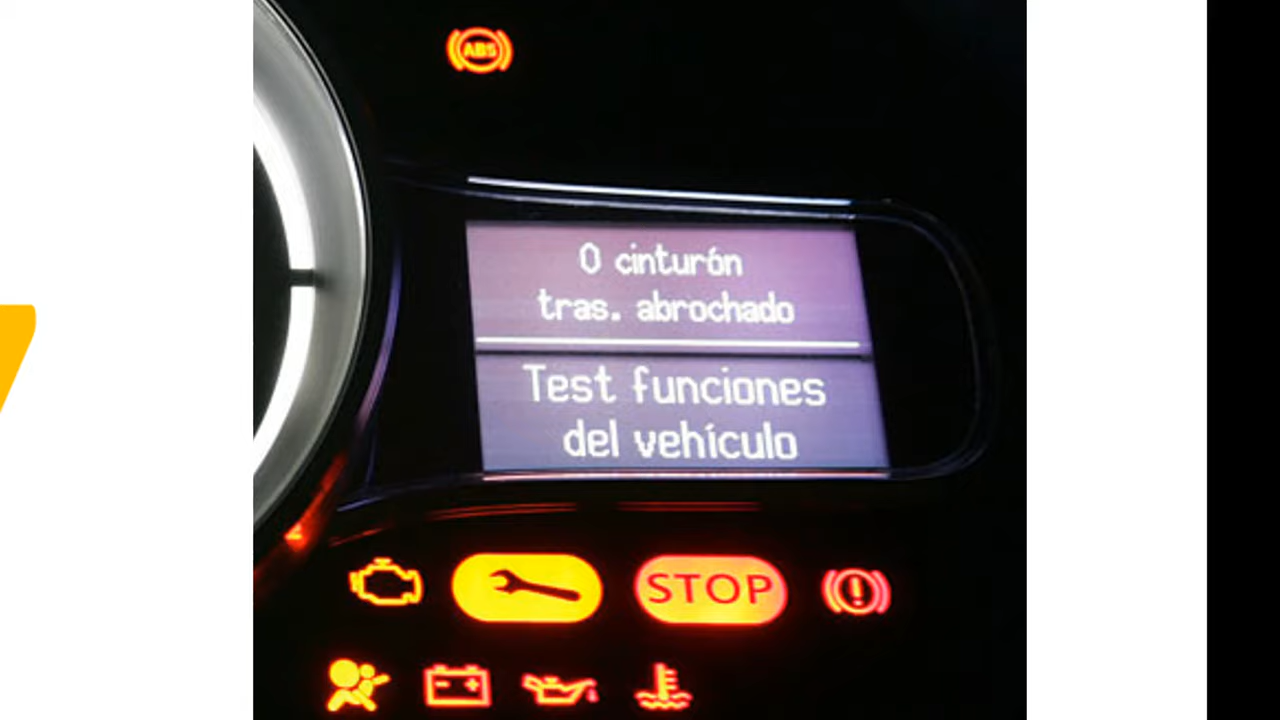 ABS
0 cinturón
tras. abrochado
Test funciones
del vehículo
STOP